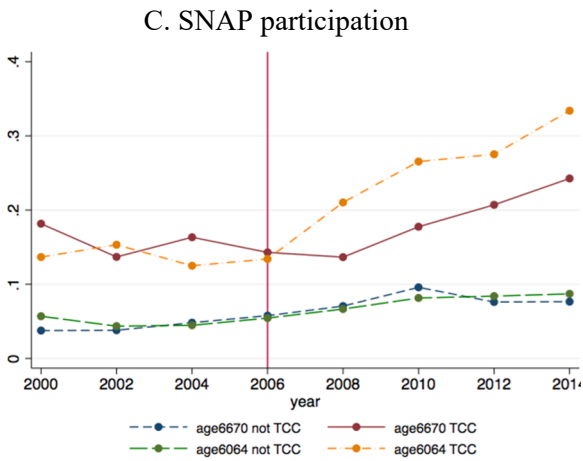 C. SNAP participation
.4
.3
.2
.1
0
2000 2002 2004 2006 2008 2010 2012 2014
year
age6670 not TCC age6670 TCC
age6064 not TCC age6064 TCC